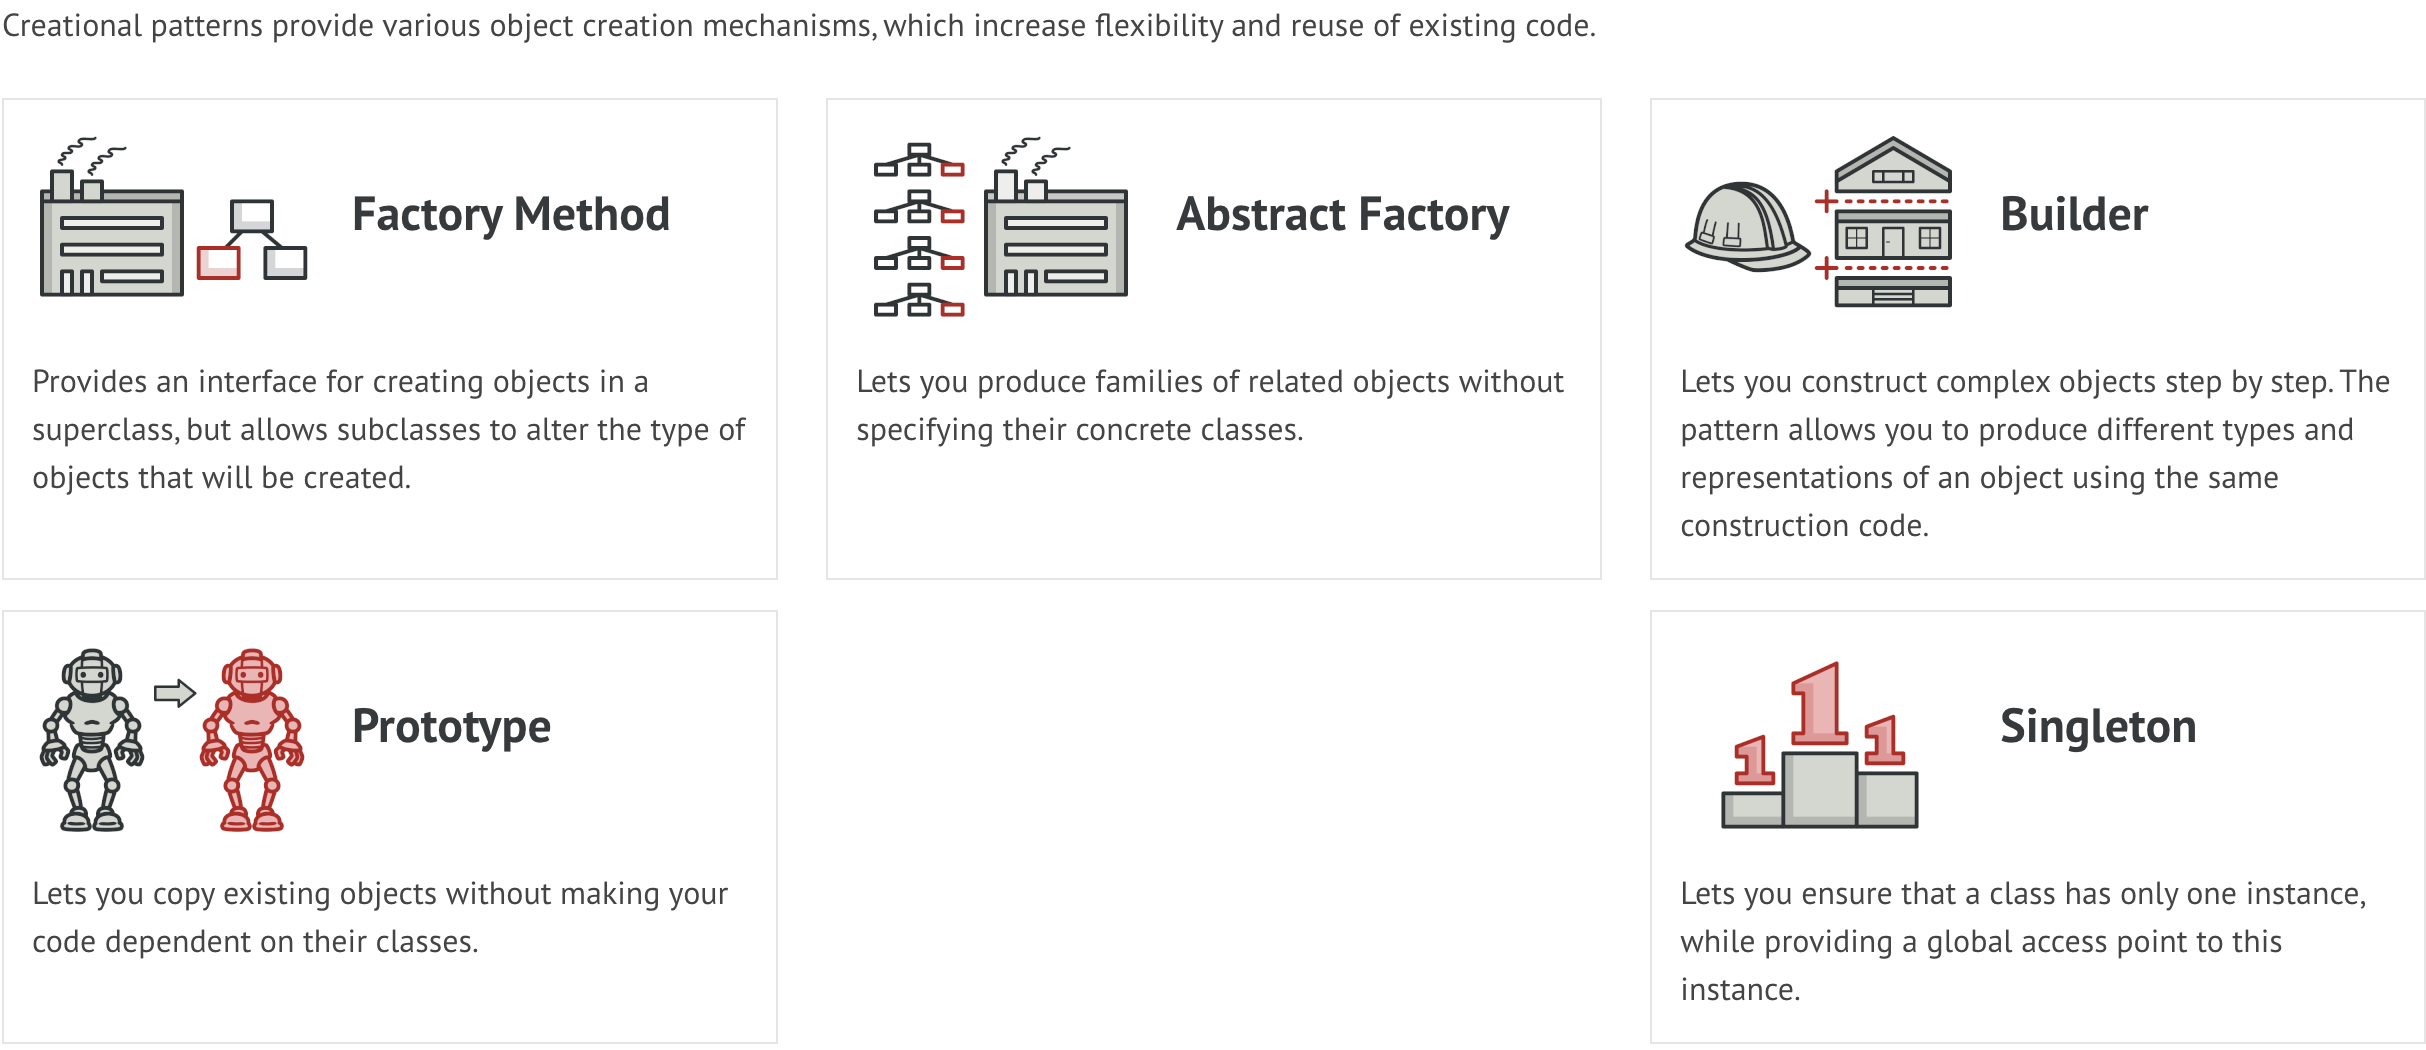 Creational patterns provide various object creation mechanisms, which increase flexibility and reuse of existing code.
Factory Method
Provides an interface for creating objects in a
superclass, but allows subclasses to alter the type of
objects that will be created.
Abstract Factory
Lets you produce families of related objects without
specifying their concrete classes.
Builder
Lets you construct complex objects step by step. The
pattern allows you to produce different types and
representations of an object using the same
construction code.
Prototype
Lets you copy existing objects without making your
code dependent on their classes.
1
1
1
Singleton
Lets you ensure that a class has only one instance,
while providing a global access point to this
instance.